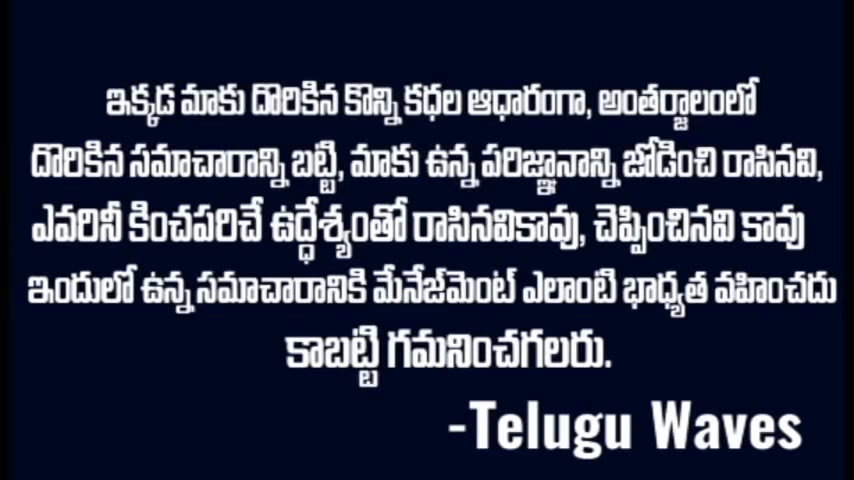 ఇక్కడ మాకు దొరికిన కొన్ని కధల ఆధారంగా, అంతర్జాలంలో
దొరికిన సమాచారాన్ని బట్టి, మాకు ఉన్న పరిజ్ఞానాన్ని జోడించి రాసినవి,
ఎవరినీ కించపరిచే ఉద్ధేశ్యంతో రాసినవికావు, చెప్పించినవి కావు
ఇందులో ఉన్న సమాచారానికి మేనేజ్‌మెంట్ ఎలాంటి భాధ్యత వహించదు
కాబట్టి గమనించగలరు.
-Telugu Waves